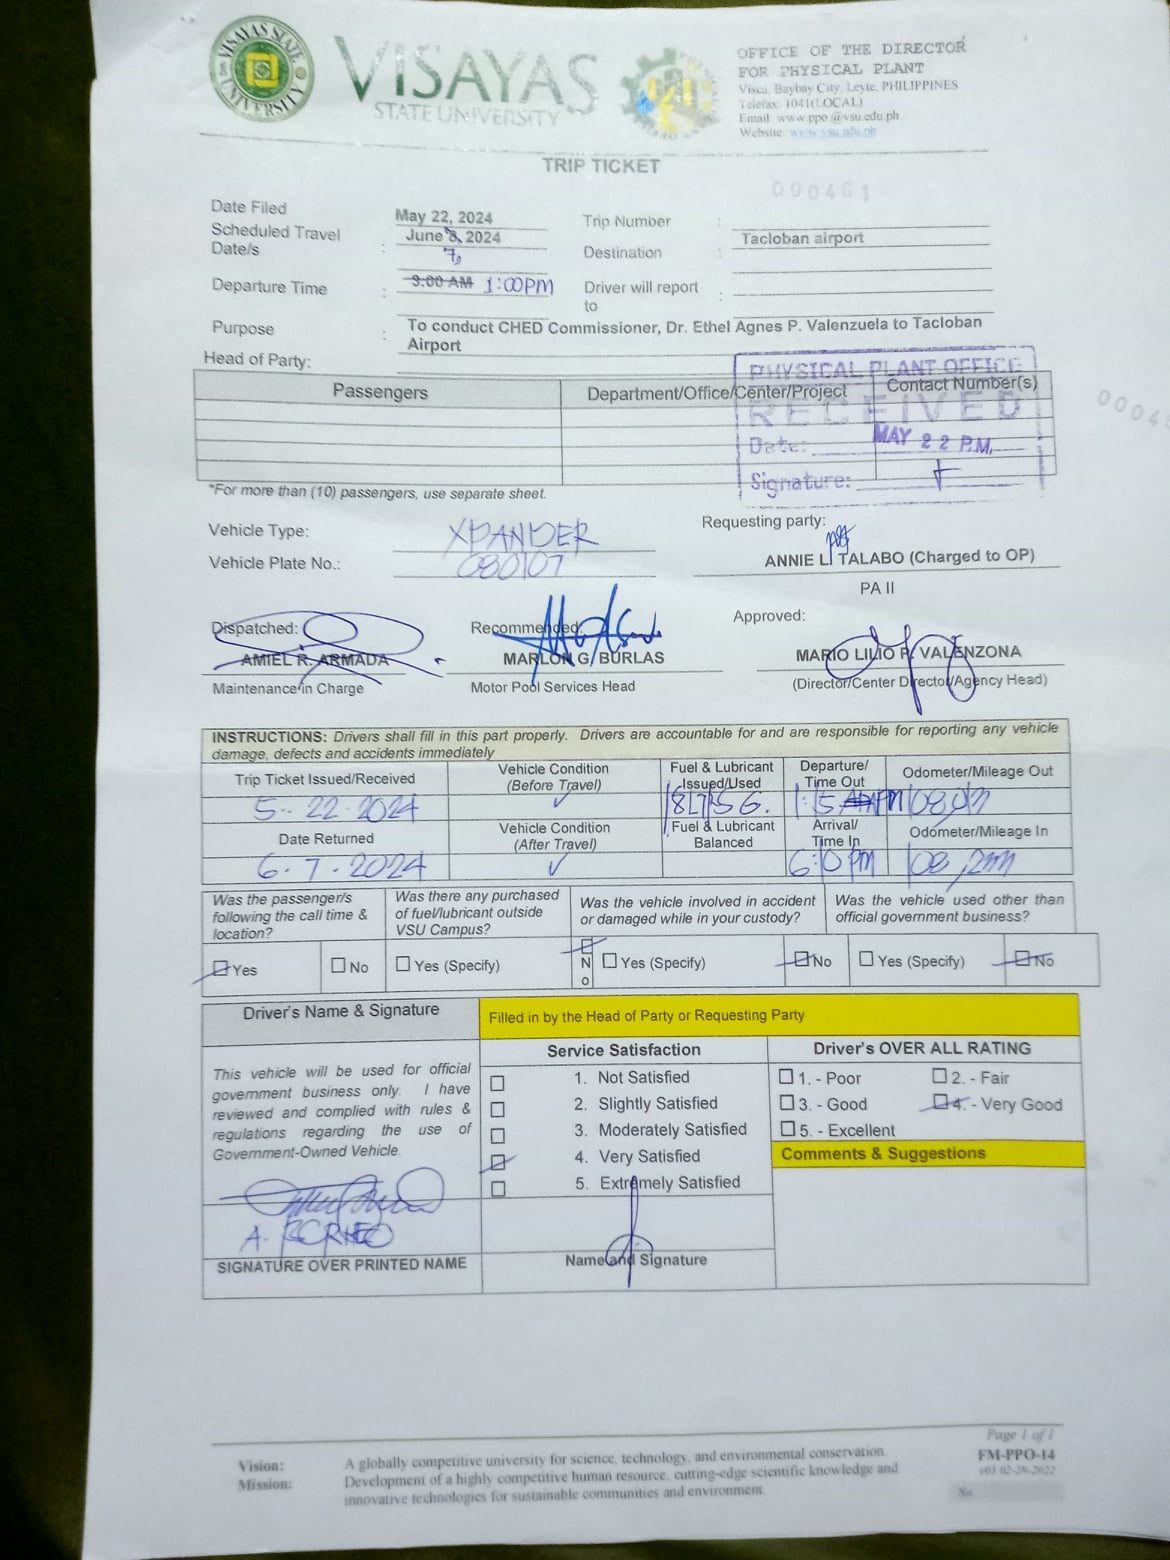 VISAYAS STATE UNIVERSITY
VISAYAS
STATE UNIVERSITY
OFFICE OF THE DIRECTOR
FOR PHYSICAL PLANT
Visca, Baybay City, Leyte, PHILIPPINES
Telefax: 1041(LOCAL)
Email: www.ppo@vsu.edu.ph
Website: www.vsu.edu.ph
TRIP TICKET
000461
Date Filed May 22, 2024 Trip Number :
Scheduled Travel Date/s : June 8, 2024 7, Destination : Tacloban airport
Departure Time : 9:00 AM 1:00PM Driver will report to :
Purpose : To conduct CHED Commissioner, Dr. Ethel Agnes P. Valenzuela to Tacloban
Airport
Head of Party:
PHYSICAL PLANT OFFICE
RECEIVED
Date: MAY 22 P.M.
Signature:
Passengers Department/Office/Center/Project Contact Number(s)
*For more than (10) passengers, use separate sheet.
Vehicle Type: XPANDER
Vehicle Plate No.: 080107
Requesting party:
ANNIE L. TALABO (Charged to OP)
PA II
Dispatched: Recommended: Approved:
AMIEL R. ARMADA MARLON G. BURLAS MARIO LILIO P. VALENZONA
Maintenance in Charge Motor Pool Services Head (Director/Center Director/Agency Head)
INSTRUCTIONS: Drivers shall fill in this part properly. Drivers are accountable for and are responsible for reporting any vehicle
damage, defects and accidents immediately
Trip Ticket Issued/Received Vehicle Condition (Before Travel) Fuel & Lubricant Issued/Used Departure/ Time Out Odometer/Mileage Out
5-22-2024
Date Returned Vehicle Condition (After Travel) Fuel & Lubricant Balanced Arrival/ Time In Odometer/Mileage In
6-7-2024
Was the passenger/s following the call time & location? Was there any purchased of fuel/lubricant outside VSU Campus? Was the vehicle involved in accident or damaged while in your custody? Was the vehicle used other than official government business?
Yes No Yes (Specify) No Yes (Specify) No Yes (Specify) No
Driver's Name & Signature Filled in by the Head of Party or Requesting Party
Service Satisfaction Driver's OVER ALL RATING
This vehicle will be used for official
government business only. I have
reviewed and complied with rules &
regulations regarding the use of
Government-Owned Vehicle.
1. Not Satisfied
2. Slightly Satisfied
3. Moderately Satisfied
4. Very Satisfied
5. Extremely Satisfied
1. - Poor 2. - Fair
3. - Good 4. - Very Good
5. - Excellent
Comments & Suggestions
SIGNATURE OVER PRINTED NAME Name and Signature
Page 1 of 1
FM-PPO-14
v03 02-28-2022
No.
Vision: A globally competitive university for science, technology, and environmental conservation.
Mission: Development of a highly competitive human resource, cutting-edge scientific knowledge and
innovative technologies for sustainable communities and environment.